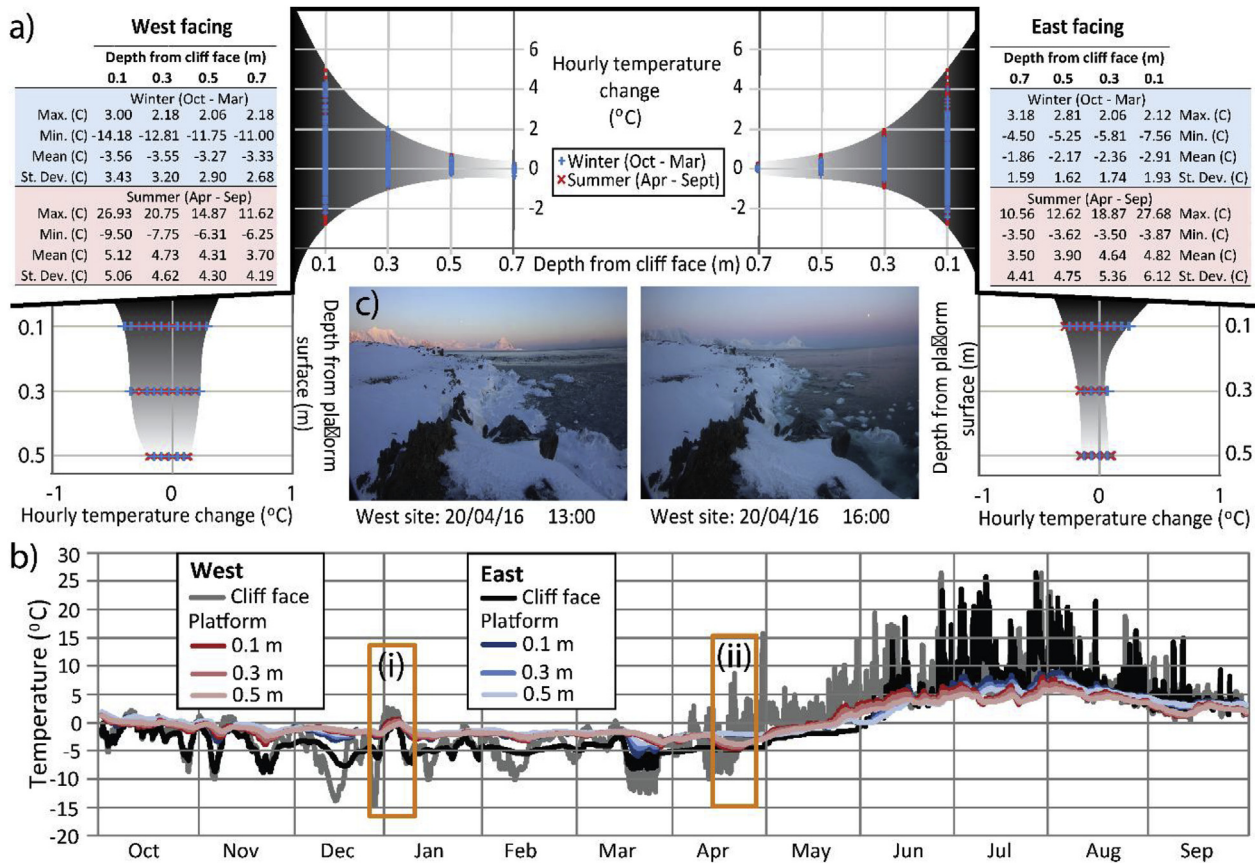 a)
West facing
Depth from cliff face (m)
0.1 0.3 0.5 0.7
Winter (Oct - Mar)
Max. (C) 3.00 2.18 2.06 2.18
Min. (C) -14.18 -12.81 -11.75 -11.00
Mean (C) -3.56 -3.55 -3.27 -3.33
St. Dev. (C) 3.43 3.20 2.90 2.68
Summer (Apr - Sep)
Max. (C) 26.93 20.75 14.87 11.62
Min. (C) -9.50 -7.75 -6.31 -6.25
Mean (C) 5.12 4.73 4.31 3.70
St. Dev. (C) 5.06 4.62 4.30 4.19
6
4
2
0
-2
Hourly temperature
change
(°C)
Winter (Oct - Mar)
Summer (Apr - Sept)
6
4
2
0
-2
0.1 0.3 0.5 0.7 Depth from cliff face (m) 0.7 0.5 0.3 0.1
East facing
Depth from cliff face (m)
0.7 0.5 0.3 0.1
Winter (Oct - Mar)
3.18 2.81 2.06 2.12 Max. (C)
-4.50 -5.25 -5.81 -7.56 Min. (C)
-1.86 -2.17 -2.36 -2.91 Mean (C)
1.59 1.62 1.74 1.93 St. Dev. (C)
Summer (Apr - Sep)
10.56 12.62 18.87 27.68 Max. (C)
-3.50 -3.62 -3.50 -3.87 Min. (C)
3.50 3.90 4.64 4.82 Mean (C)
4.41 4.75 5.36 6.12 St. Dev. (C)
0.1
0.3
0.5
-1 0 1
Hourly temperature change (°C)
Depth from pla
orm
surface (m)
c)
West site: 20/04/16 13:00
West site: 20/04/16 16:00
Depth from pla
orm
surface (m)
0.1
0.3
0.5
-1 0 1
Hourly temperature change (°C)
b)
Temperature (°C)
30
25
20
15
10
5
0
-5
-10
-15
-20
West
Cliff face
Platform
0.1 m
0.3 m
0.5 m
East
Cliff face
Platform
0.1 m
0.3 m
0.5 m
(i)
(ii)
Oct Nov Dec Jan Feb Mar Apr May Jun Jul Aug Sep